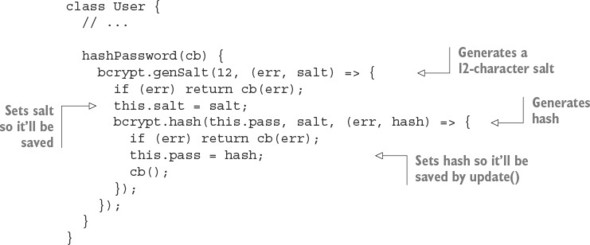 class User {
// ...
hashPassword(cb) {
bcrypt.genSalt(12, (err, salt) => {
Generates a
12-character salt
if (err) return cb(err);
this.salt = salt;
Sets salt
so it'll be
saved
bcrypt.hash(this.pass, salt, (err, hash) => {
Generates
hash
if (err) return cb(err);
this.pass = hash;
Sets hash so it'll be
saved by update()
cb();
});
});
}
}